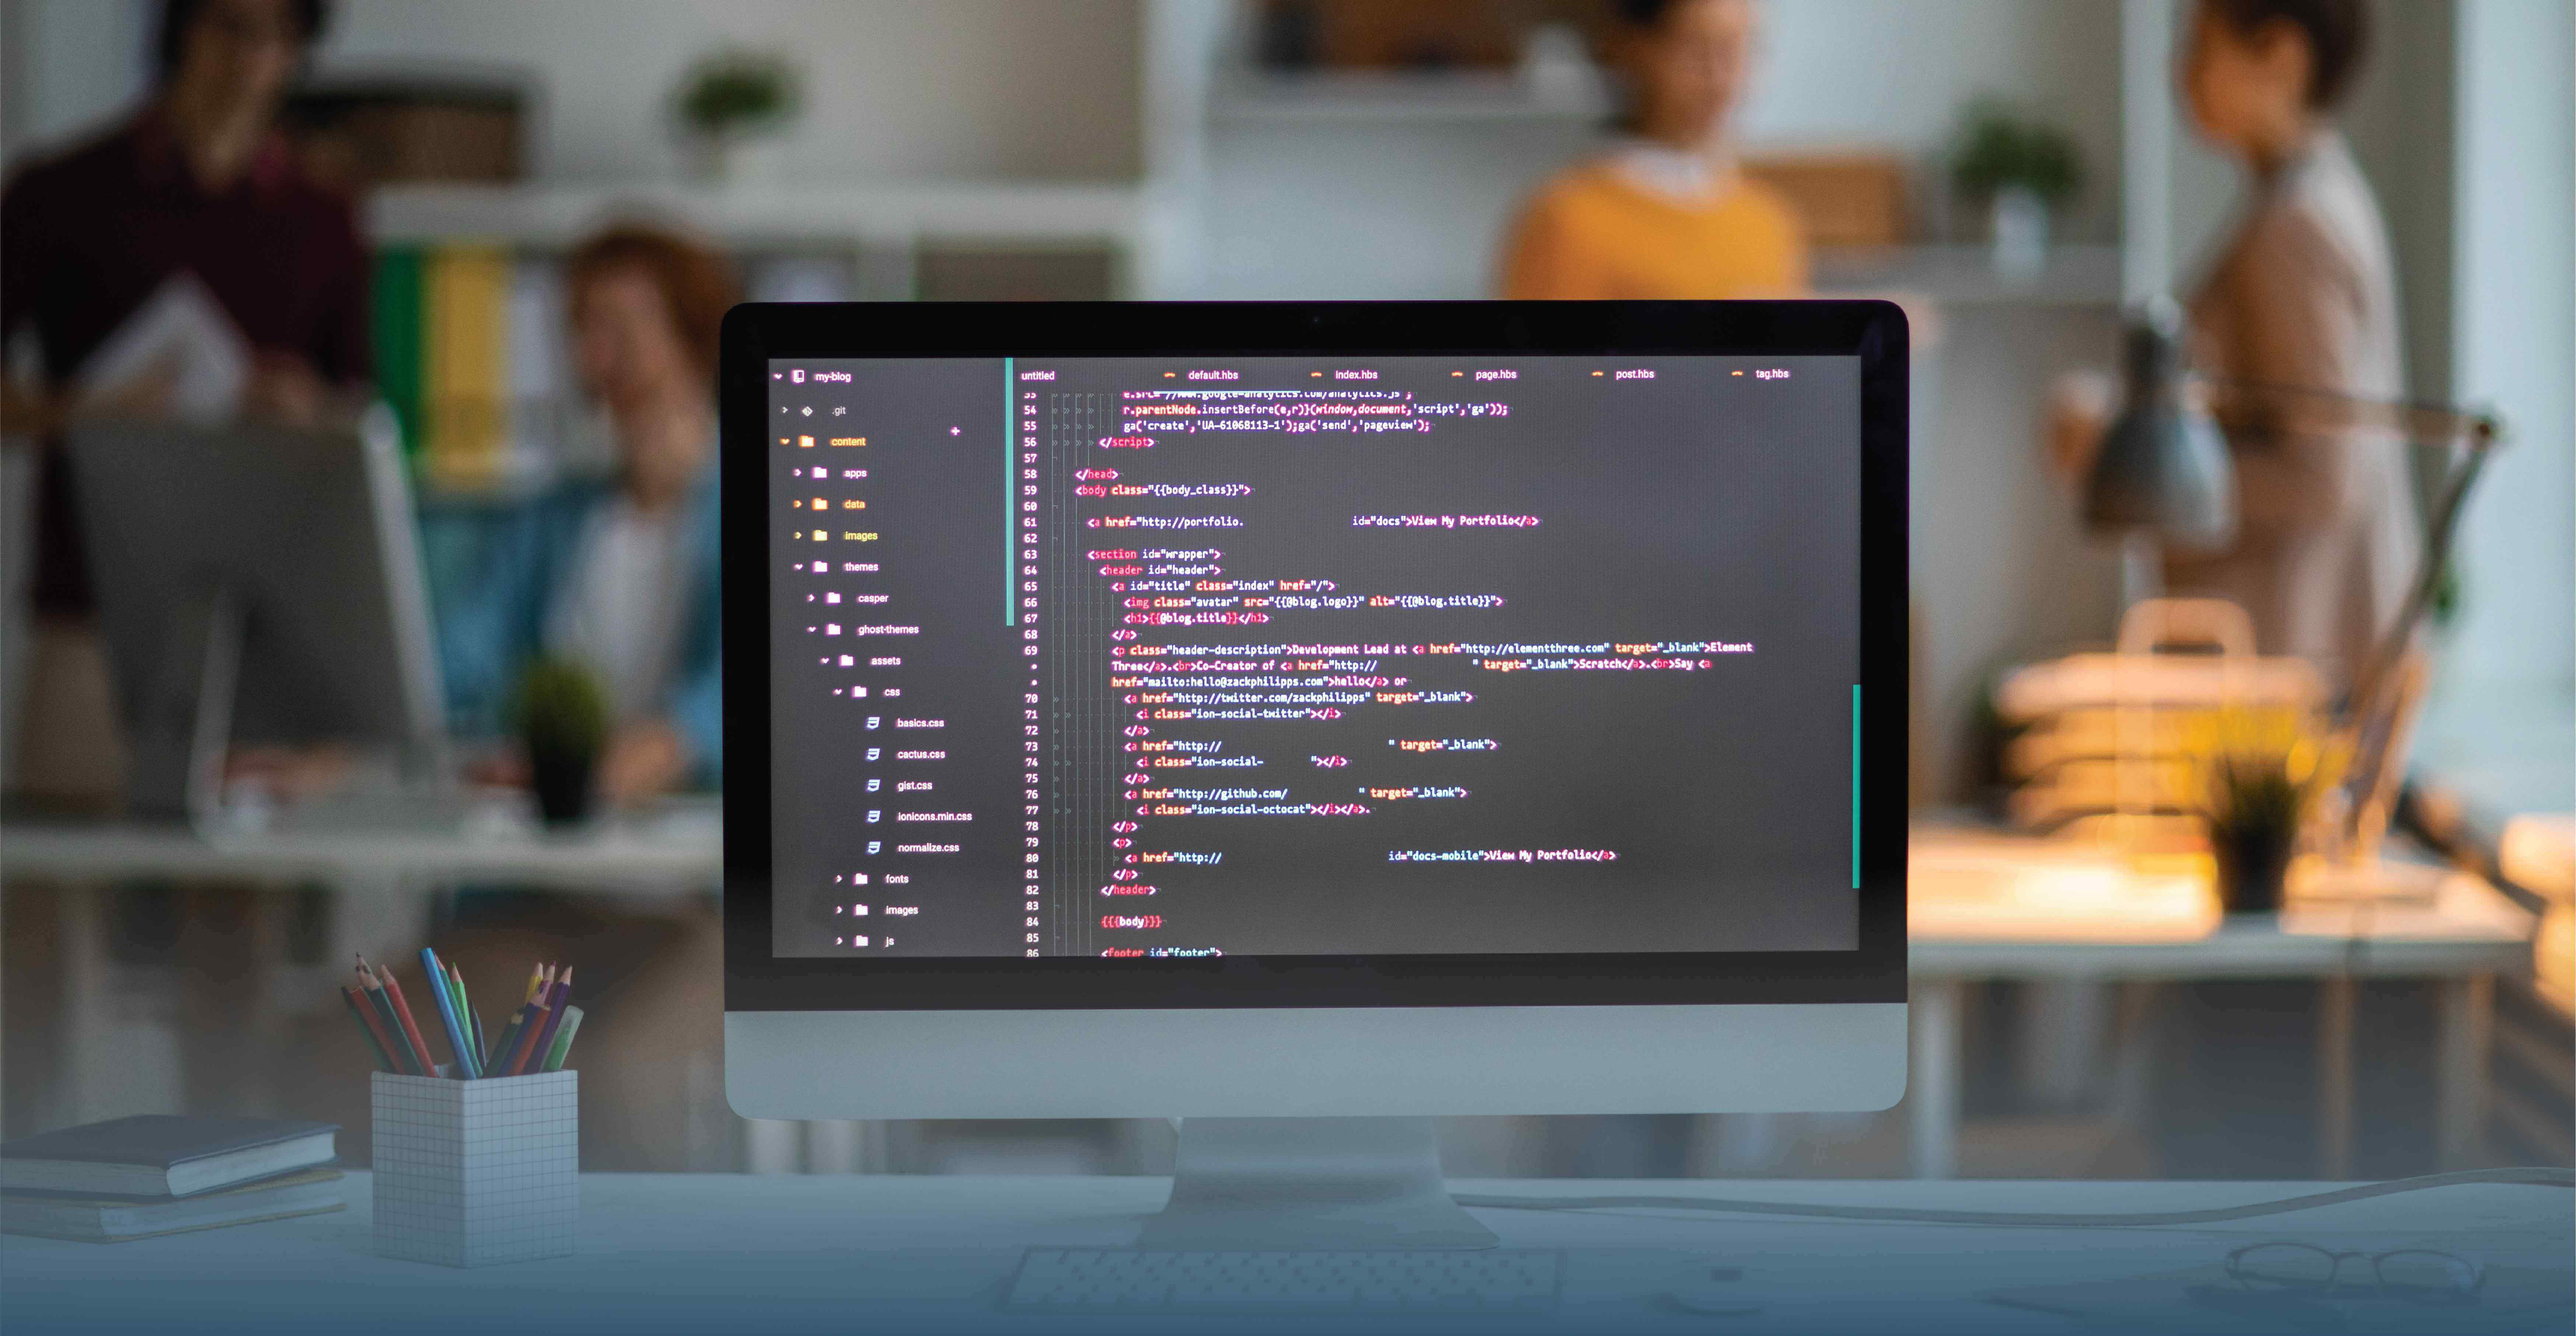 my-blog
.git
content
apps
data
images
themes
casper
ghost-themes
assets
css
basics.css
cactus.css
gist.css
ionicons.min.css
normalize.css
fonts
images
js
untitled default.hbs index.hbs page.hbs post.hbs tag.hbs
e.src='//www.google-analytics.com/analytics.js';
54 r.parentNode.insertBefore(e,r)}(window,document,'script','ga'));
55 ga('create','UA-61068113-1');ga('send','pageview');
56 </script>
57
58 </head>
59 <body class="{{body_class}}">
60
61 <a href="http://portfolio. id="docs">View My Portfolio</a>
62
63 <section id="wrapper">
64 <header id="header">
65 <a id="title" class="index" href="/">
66 <img class="avatar" src="{{@blog.logo}}" alt="{{@blog.title}}">
67 <h1>{{@blog.title}}</h1>
68 </a>
69 <p class="header-description">Development Lead at <a href="http://elementthree.com" target="_blank">Element
Three</a>.<br>Co-Creator of <a href="http:// " target="_blank">Scratch</a>.<br>Say <a
href="mailto:hello@zackphilipps.com">hello</a> or
70 <a href="http://twitter.com/zackphilipps" target="_blank">
71 <i class="ion-social-twitter"></i>
72 </a>
73 <a href="http:// " target="_blank">
74 <i class="ion-social- "></i>
75 </a>
76 <a href="http://github.com/ " target="_blank">
77 <i class="ion-social-octocat"></i></a>.
78 </p>
79 <p>
80 <a href="http:// id="docs-mobile">View My Portfolio</a>
81 </p>
82 </header>
83
84 {{{body}}}
85
86 <footer id="footer">